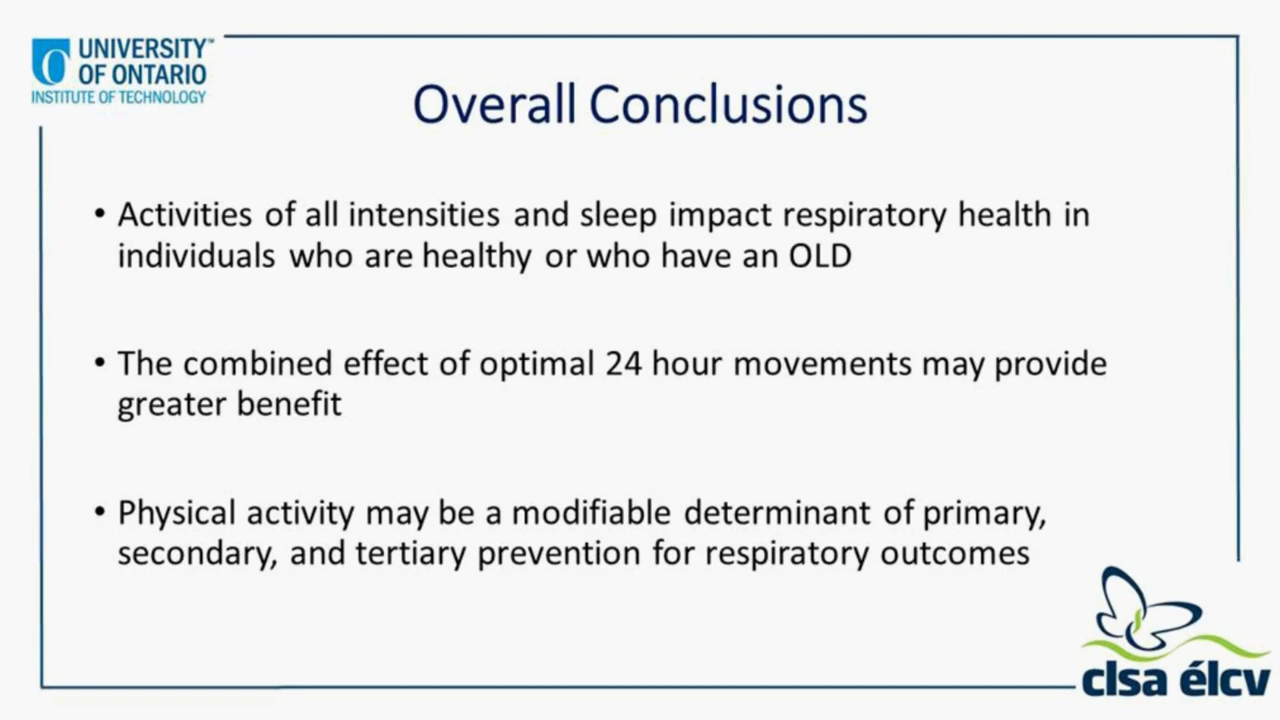 UNIVERSITY™
OF ONTARIO
INSTITUTE OF TECHNOLOGY
Overall Conclusions
• Activities of all intensities and sleep impact respiratory health in
individuals who are healthy or who have an OLD
• The combined effect of optimal 24 hour movements may provide
greater benefit
• Physical activity may be a modifiable determinant of primary,
secondary, and tertiary prevention for respiratory outcomes
clsa élcv